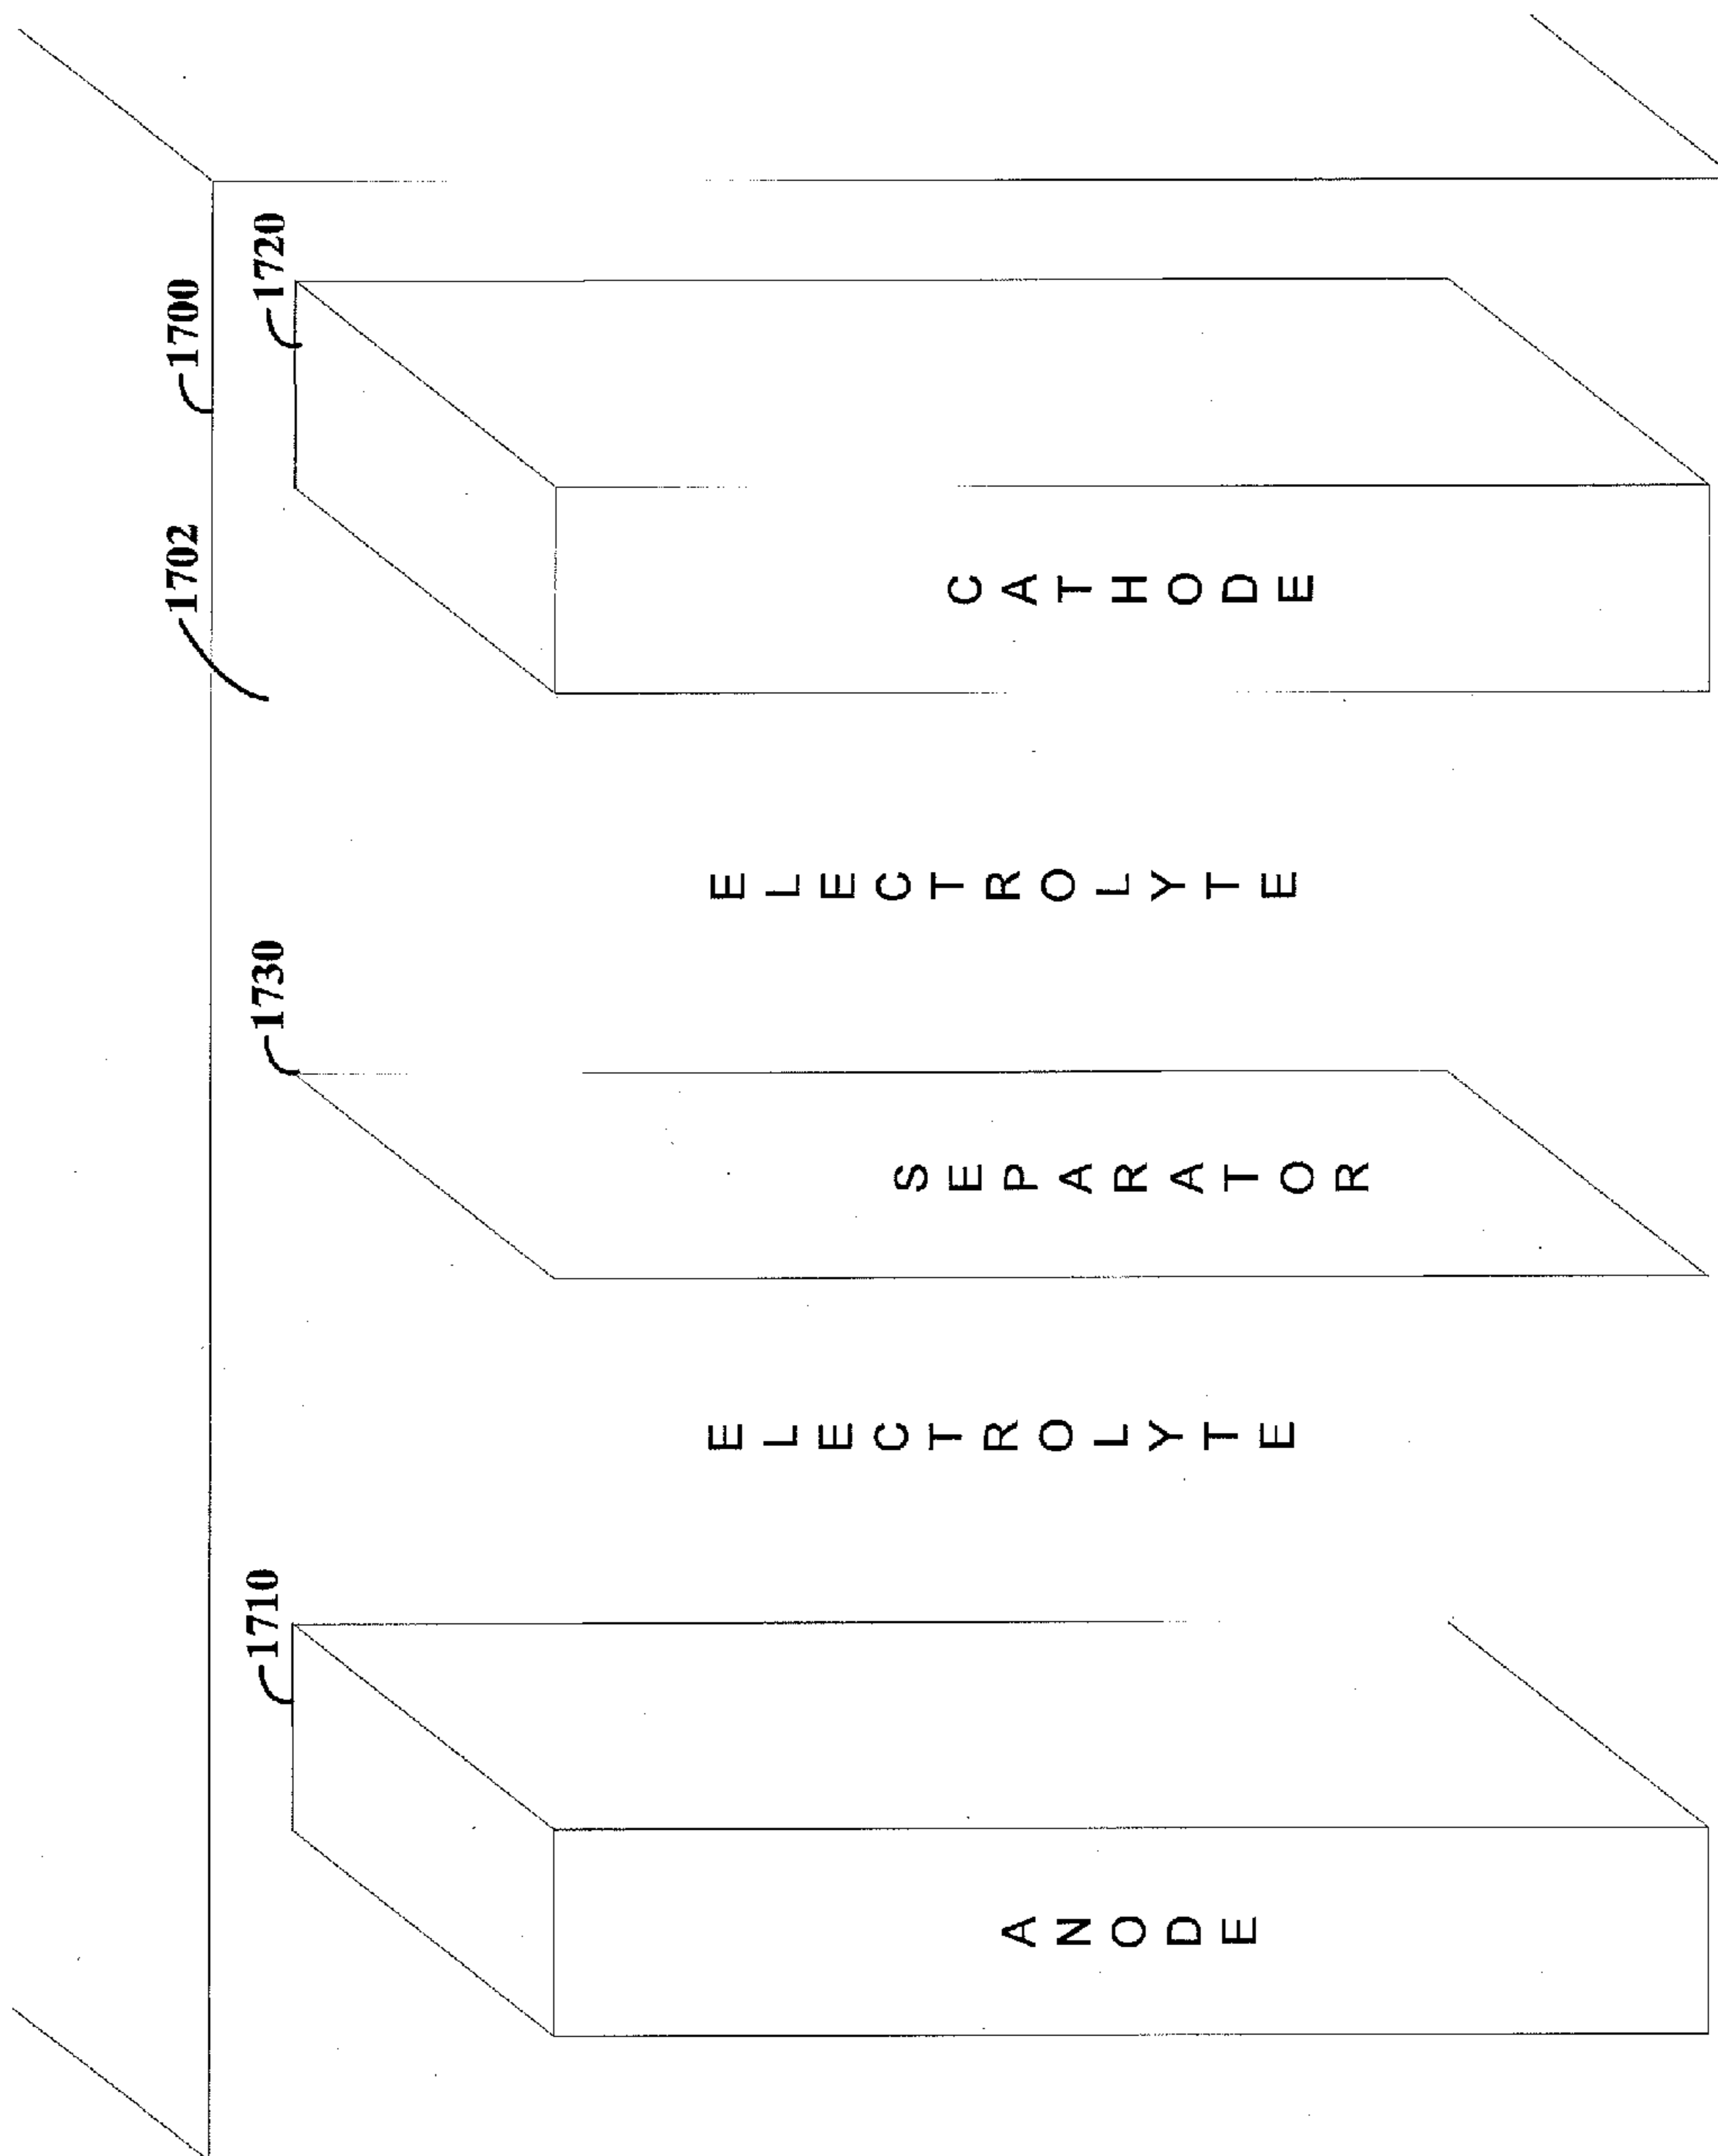 1700
1720
1702
CATHODE
ELECTROLYTE
1730
SEPARATOR
ELECTROLYTE
1710
ANODE